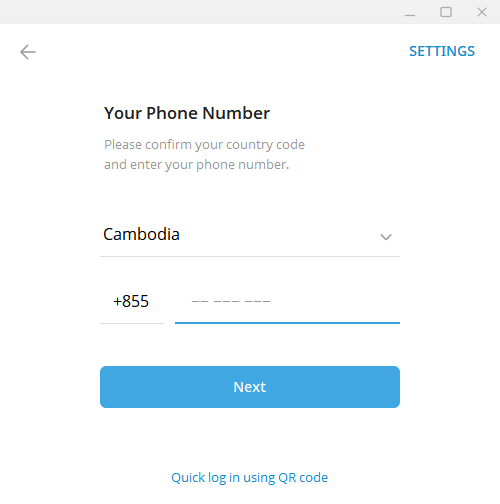 SETTINGS
Your Phone Number
Please confirm your country code
and enter your phone number.
Cambodia
+855 −− −−− −−−
Next
Quick log in using QR code